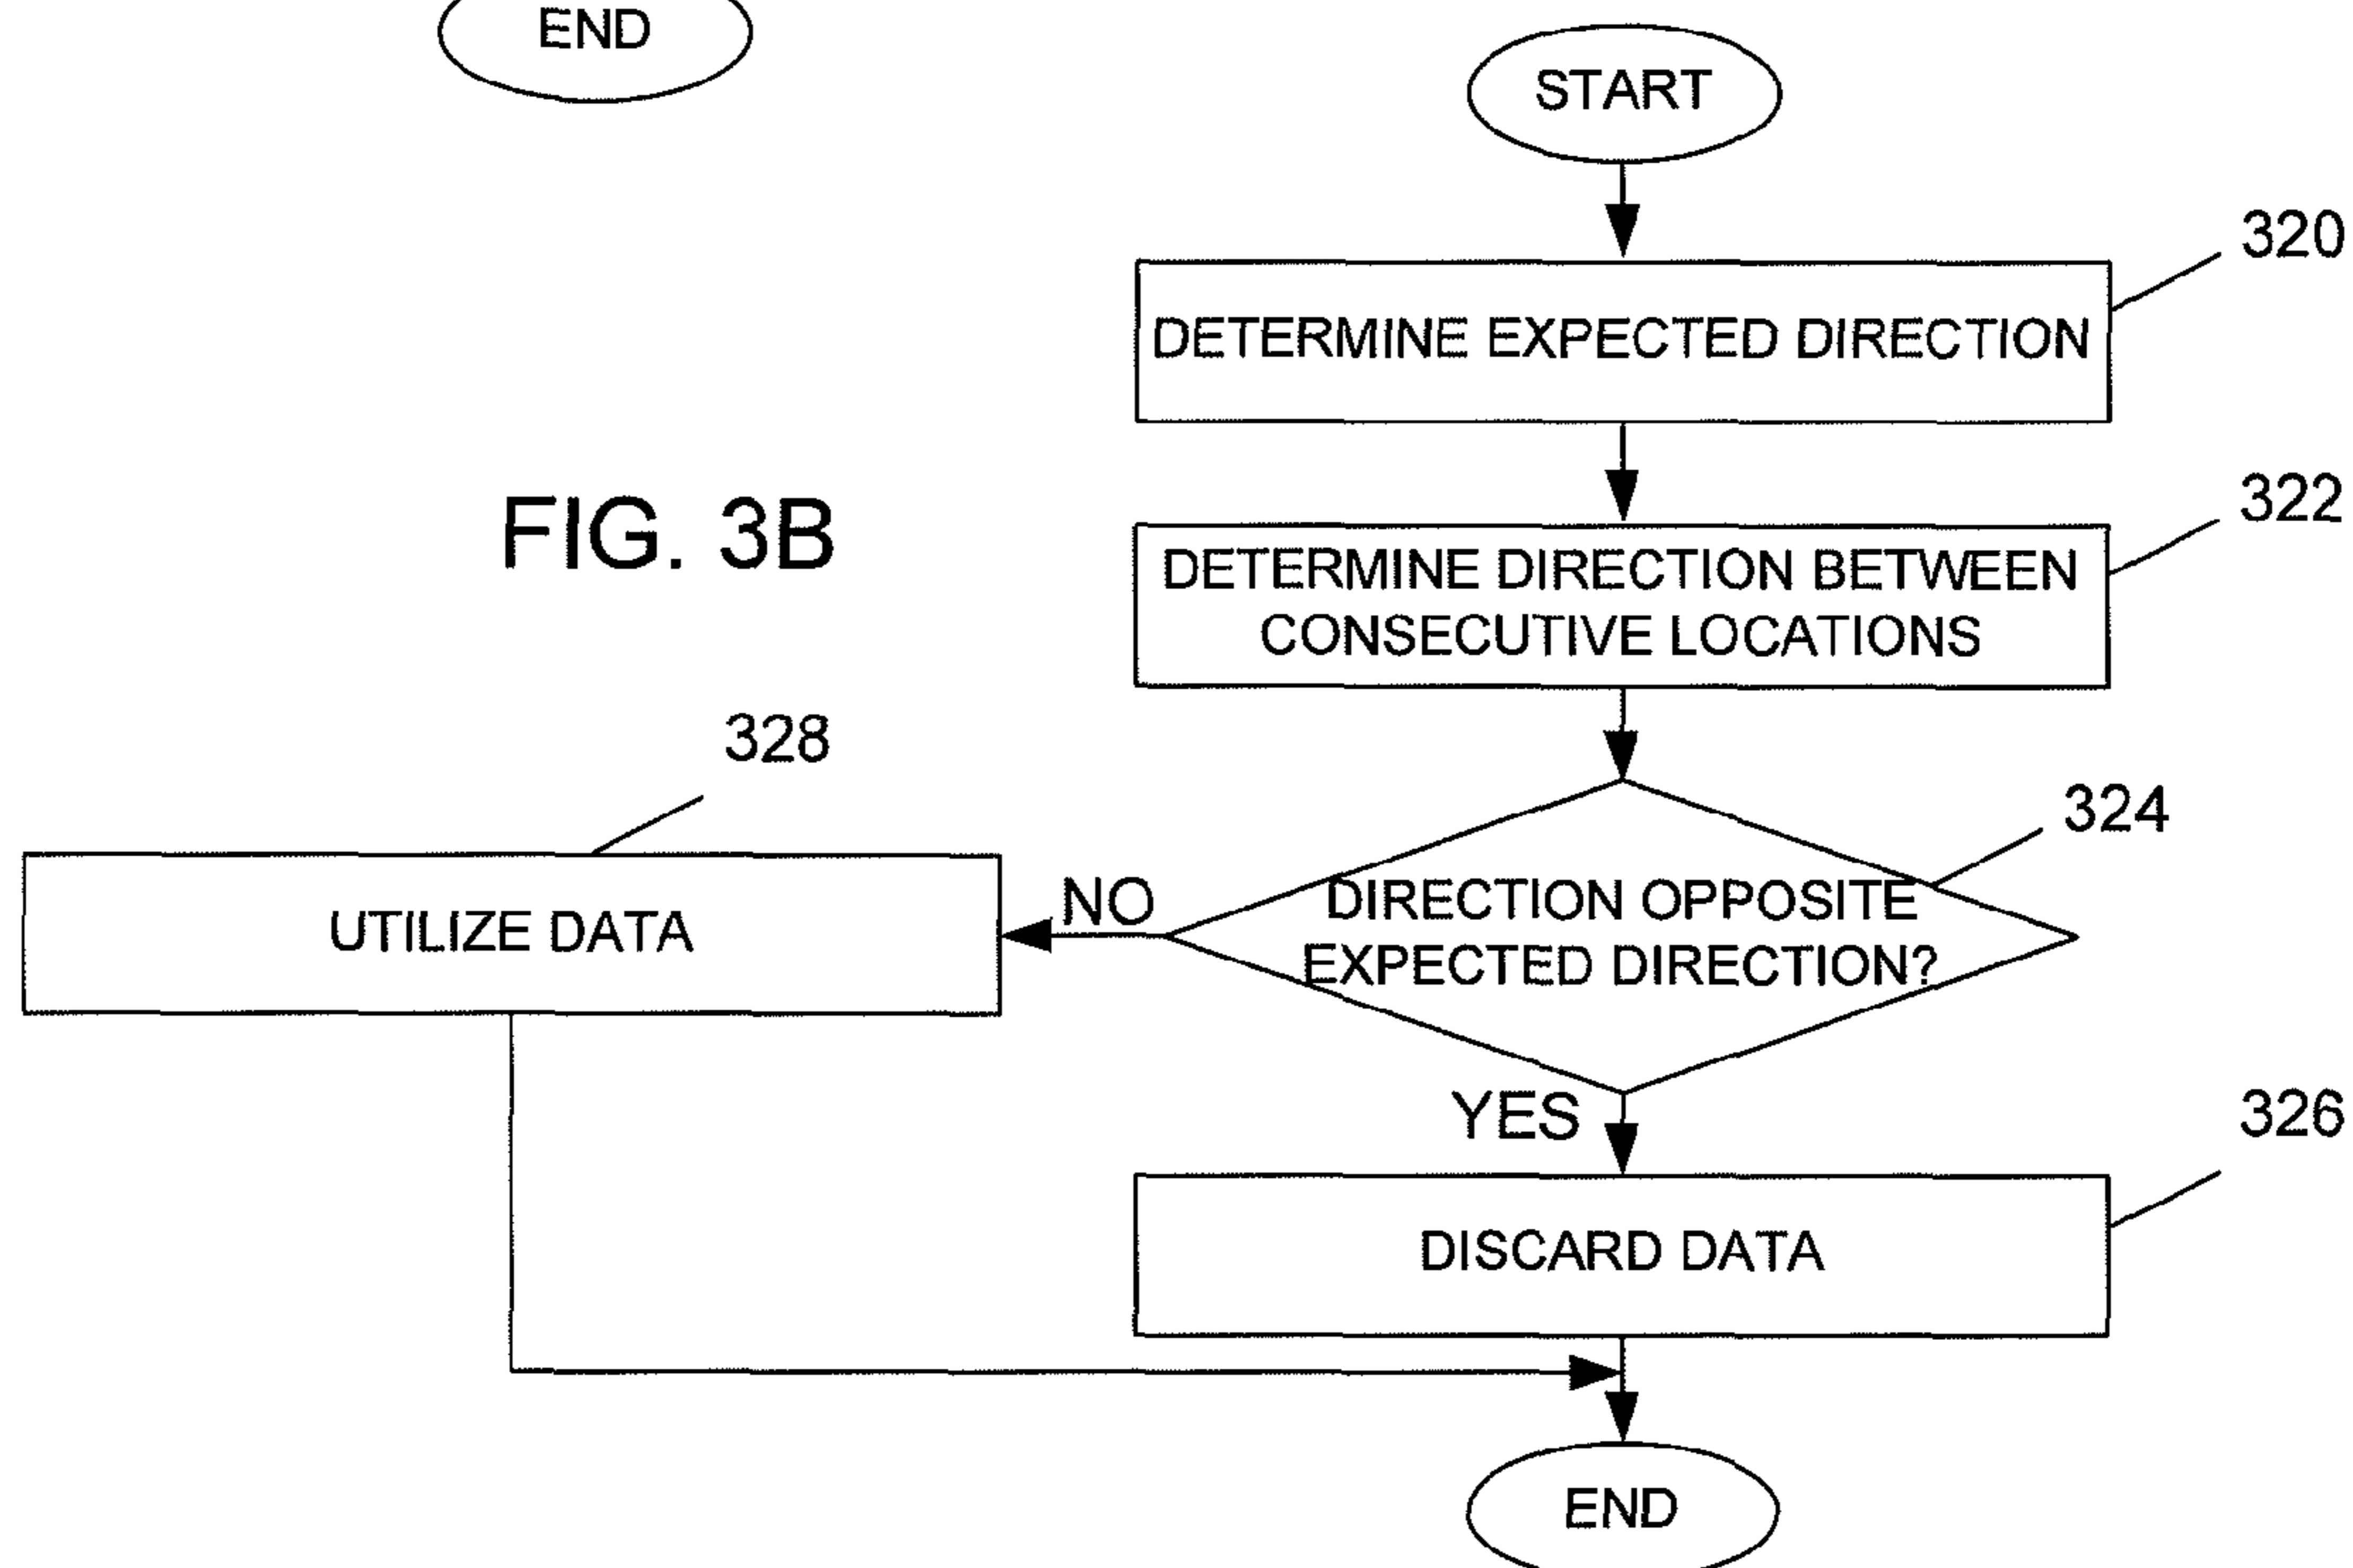 END
START
320
DETERMINE EXPECTED DIRECTION
FIG. 3B
322
DETERMINE DIRECTION BETWEEN
CONSECUTIVE LOCATIONS
328
324
UTILIZE DATA
NO
DIRECTION OPPOSITE
EXPECTED DIRECTION?
YES
326
DISCARD DATA
END